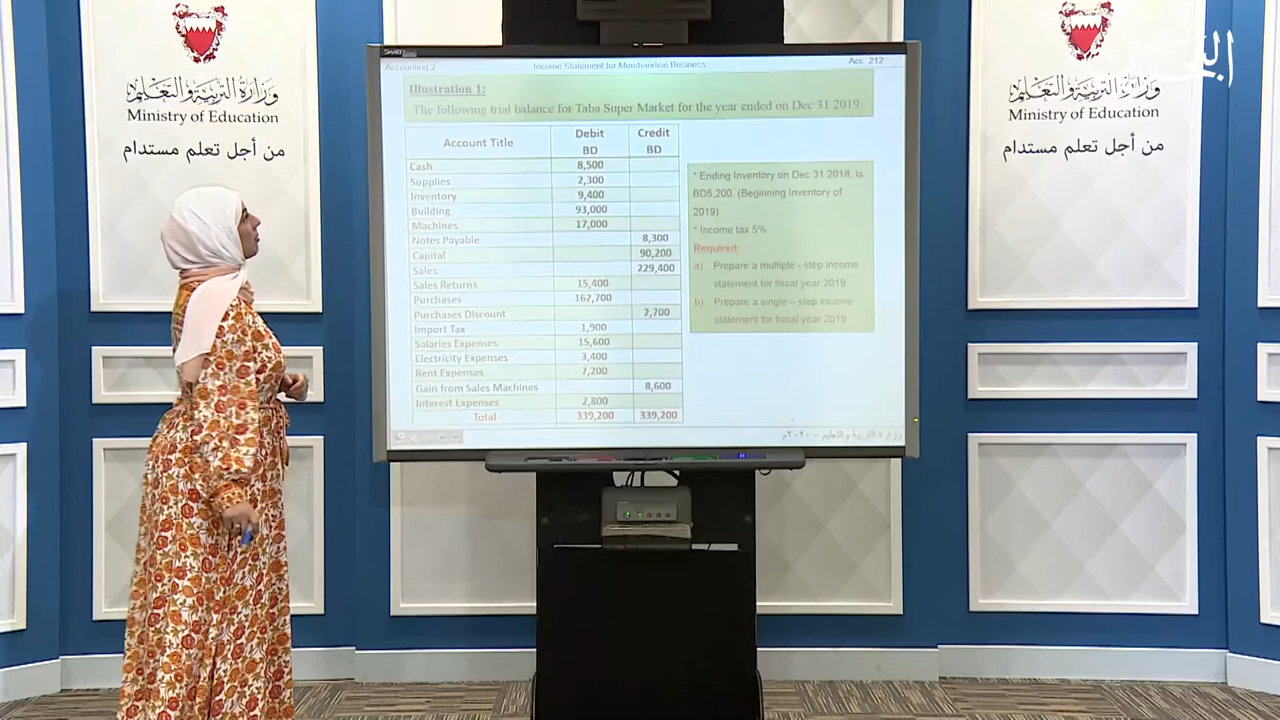 وزارة التربية والتعليم
Ministry of Education
من أجل تعلم مستدام
SMART Board
Accounting 2 Income Statement for Merchandise Business Acc 212
Illustration 1:
The following trial balance for Taba Super Market for the year ended on Dec 31 2019:
Account Title Debit BD Credit BD
Cash 8,500
Supplies 2,300
Inventory 9,400
Building 93,000
Machines 17,000
Notes Payable 8,300
Capital 90,200
Sales 229,400
Sales Returns 15,400
Purchases 162,700
Purchases Discount 2,700
Import Tax 1,900
Salaries Expenses 15,600
Electricity Expenses 3,400
Rent Expenses 7,200
Gain from Sales Machines 8,600
Interest Expenses 2,800
Total 339,200 339,200
* Ending Inventory on Dec 31 2018, is
BD5,200. (Beginning Inventory of
2019)
* Income tax 5%
Required:
a) Prepare a multiple - step income
statement for fiscal year 2019
b) Prepare a single – step income
statement for fiscal year 2019
وزارة التربية والتعليم – ٢٠٢٠م
وزارة التربية والتعليم
Ministry of Education
من أجل تعلم مستدام